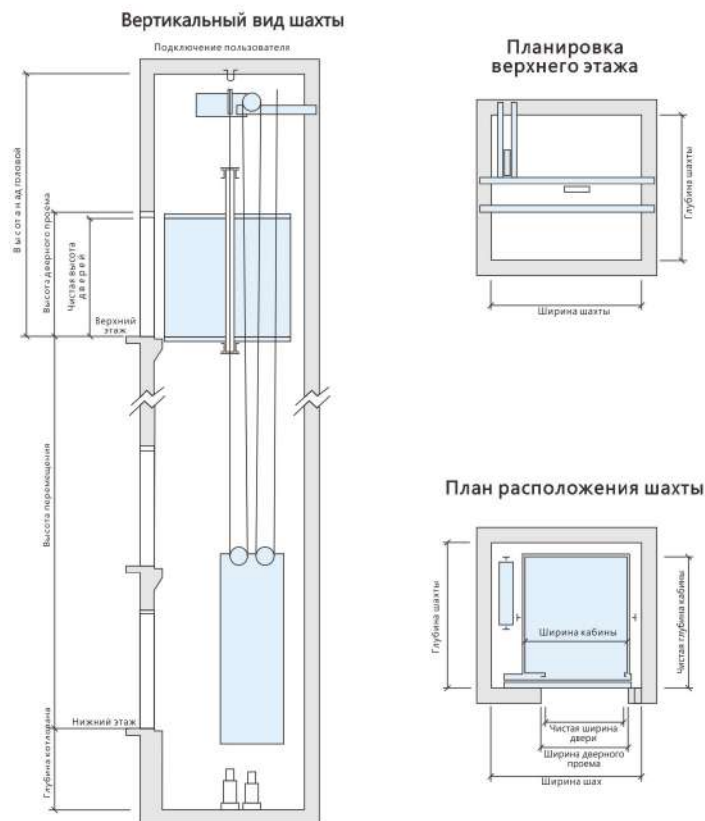 Вертикальный вид шахты
Подключение пользователя
Высота над головой
Высота дверного проёма
Чистая высота
дверей
Верхний
этаж
Высота перемещения
Нижний этаж
Глубина котлована
Планировка
верхнего этажа
Глубина шахты
Ширина шахты
План расположения шахты
Глубина шахты
Ширина кабины
Чистая глубина кабины
Чистая ширина
двери
Ширина дверного
проема
Ширина шах